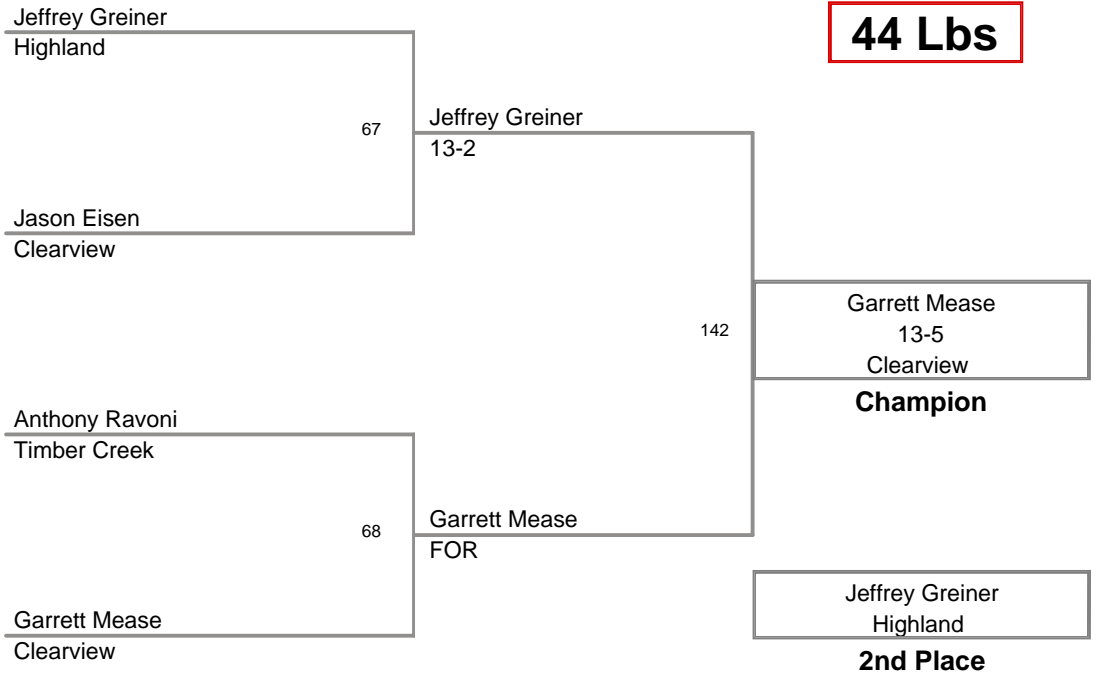 Jeffrey Greiner
Highland
44 Lbs
67
Jeffrey Greiner
13-2
Jason Eisen
Clearview
142
Garrett Mease
13-5
Clearview
Champion
Anthony Ravoni
Timber Creek
68
Garrett Mease
FOR
Garrett Mease
Clearview
Jeffrey Greiner
Highland
2nd Place